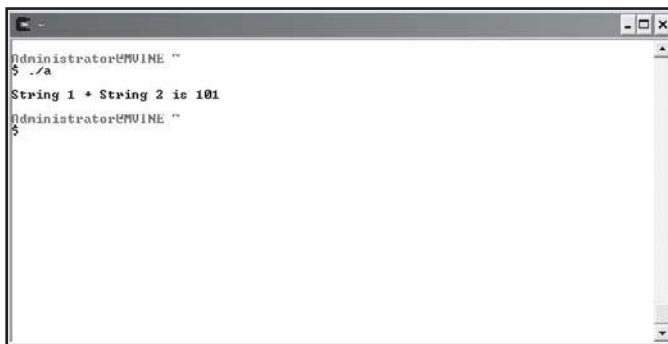 ~
Administrator@MVINE ~
$ ./a
String 1 + String 2 is 101
Administrator@MVINE ~
$